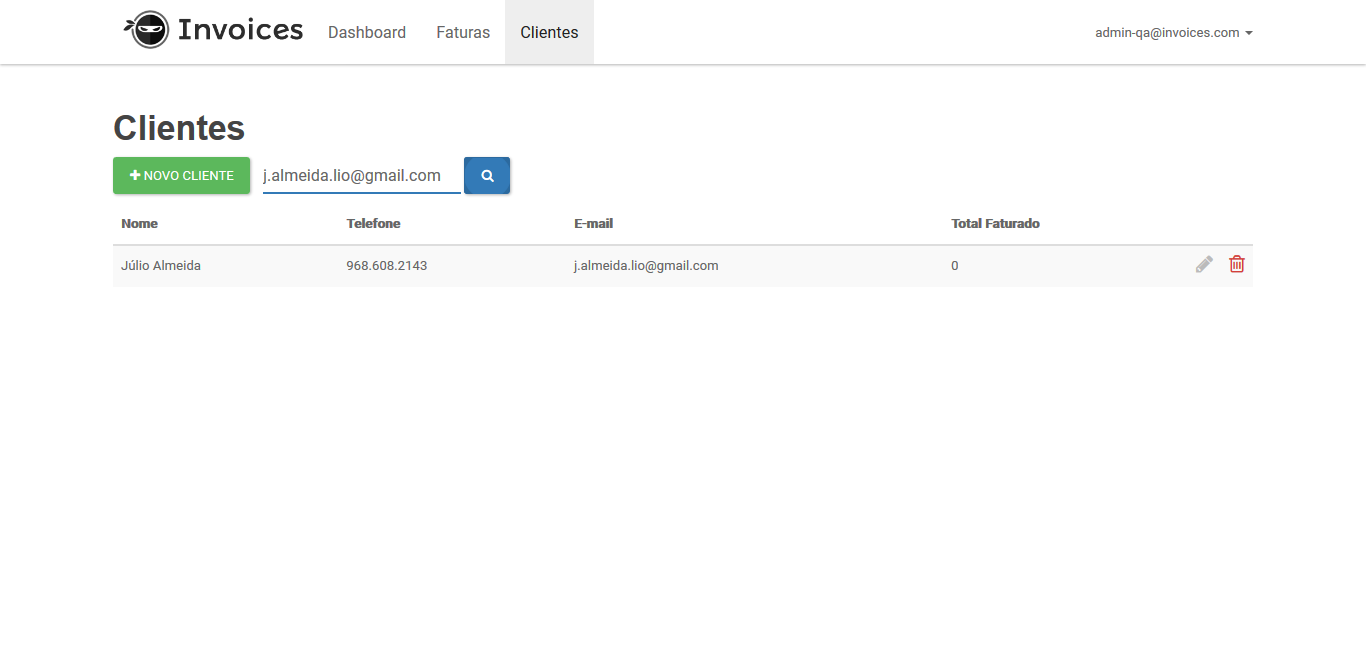 Invoices Dashboard Faturas Clientes admin-qa@invoices.com
Clientes
NOVO CLIENTE j.almeida.lio@gmail.com
Nome Telefone E-mail Total Faturado
Júlio Almeida 968.608.2143 j.almeida.lio@gmail.com 0